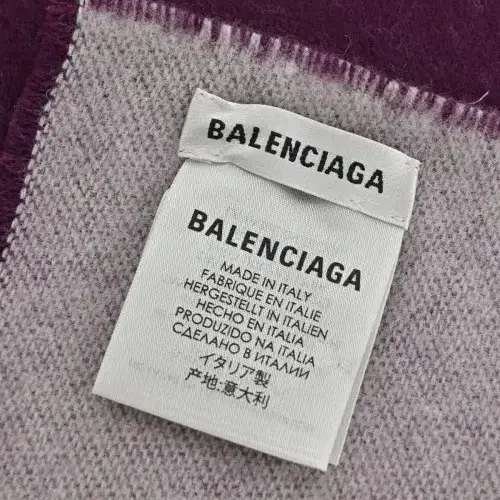 BALENCIAGA
BALENCIAGA
MADE IN ITALY
FABRIQUE EN ITALIE
HERGESTELLT IN ITALIEN
HECHO EN ITALIA
PRODUZIDO NA ITALIA
СДЕЛАНО В ИТАЛИИ
イタリア製
产地:意大利